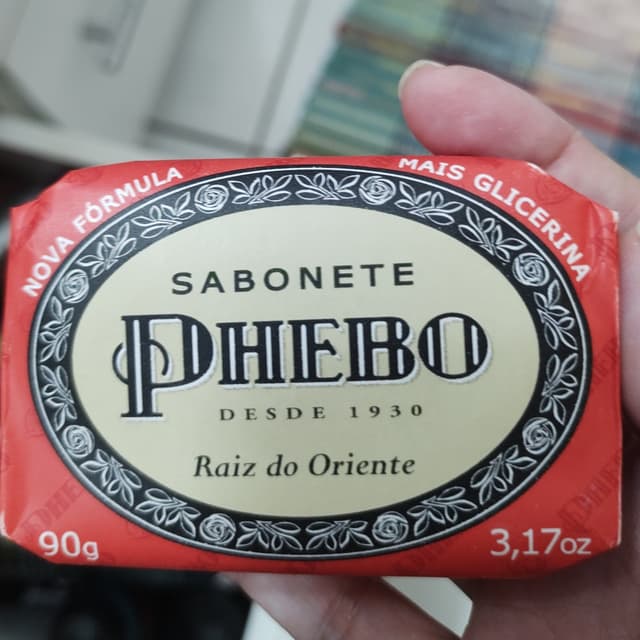 NOVA FÓRMULA
MAIS GLICERINA
SABONETE
PHEBO
DESDE 1930
Raiz do Oriente
90g
3,17oz